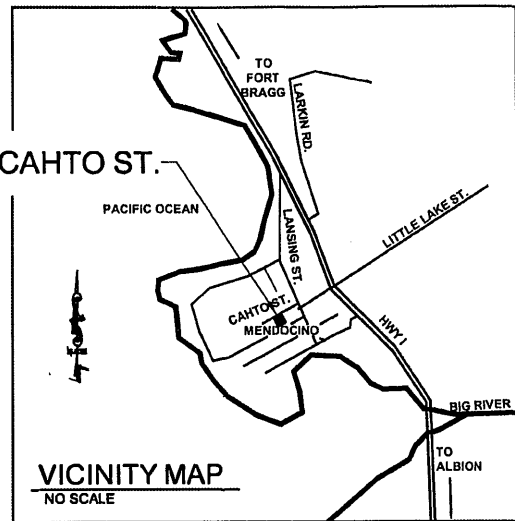 TO
FORT
BRAGG
LARKIN RD.
CAHTO ST.
PACIFIC OCEAN
LANSING ST.
LITTLE LAKE ST.
CAHTO ST.
MENDOCINO
HWY I
BIG RIVER
TO
ALBION
VICINITY MAP
NO SCALE